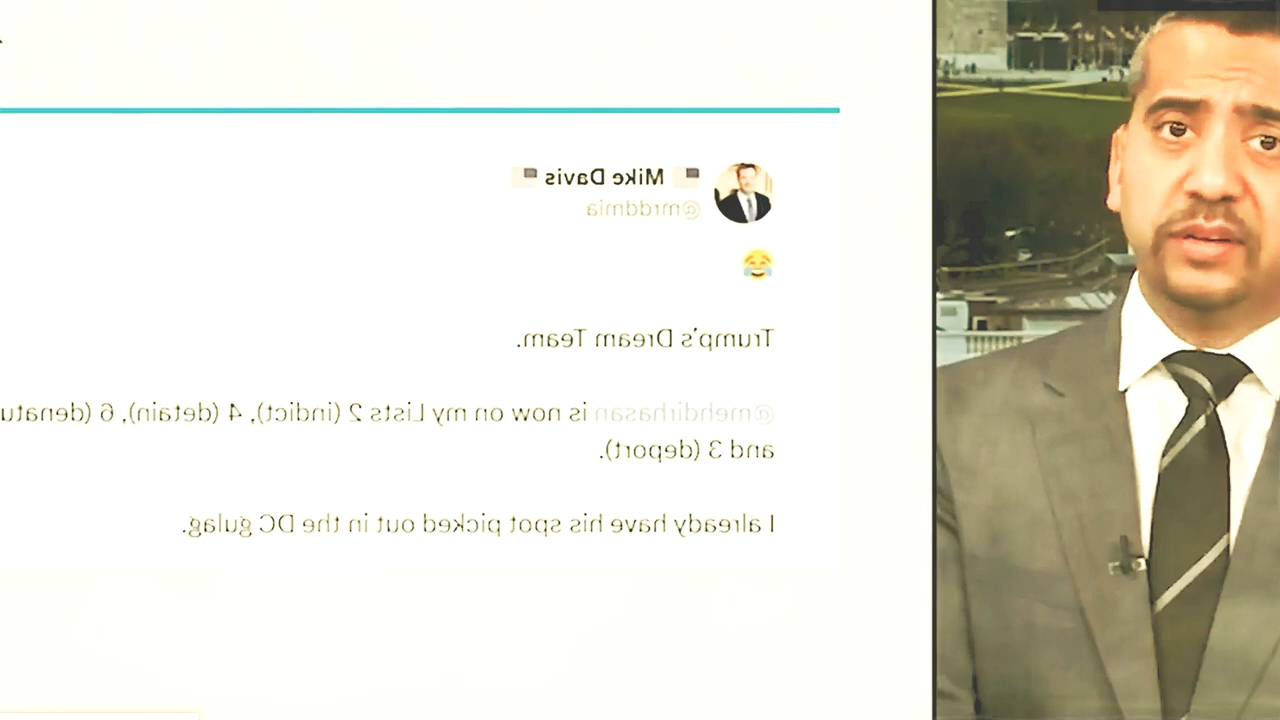 Mike Davis
@mrddmia
Trump's Dream Team.
@mehdirhasan is now on my Lists 2 (indict), 4 (detain), 6 (denatu
and 3 (deport).
I already have his spot picked out in the DC gulag.